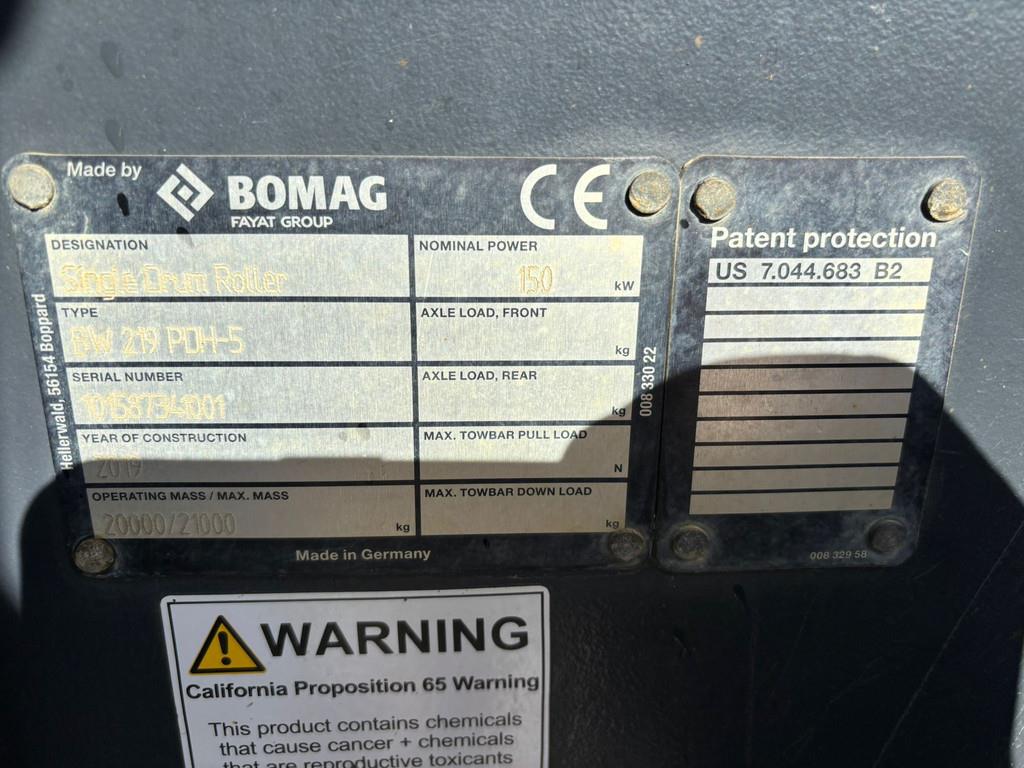 Made by
BOMAG
FAYAT GROUP
CE
DESIGNATION
Single Drum Roller
NOMINAL POWER
150 kW
TYPE
BW 219 PDH-5
AXLE LOAD, FRONT
kg
SERIAL NUMBER
101587341001
AXLE LOAD, REAR
kg
YEAR OF CONSTRUCTION
2019
MAX. TOWBAR PULL LOAD
N
OPERATING MASS / MAX. MASS
20000/21000 kg
MAX. TOWBAR DOWN LOAD
kg
Made in Germany
Hellerwald, 56154 Boppard
008 330 22
Patent protection
US 7.044.683 B2
008 329 58
WARNING
California Proposition 65 Warning
This product contains chemicals
that cause cancer + chemicals
that are reproductive toxicants